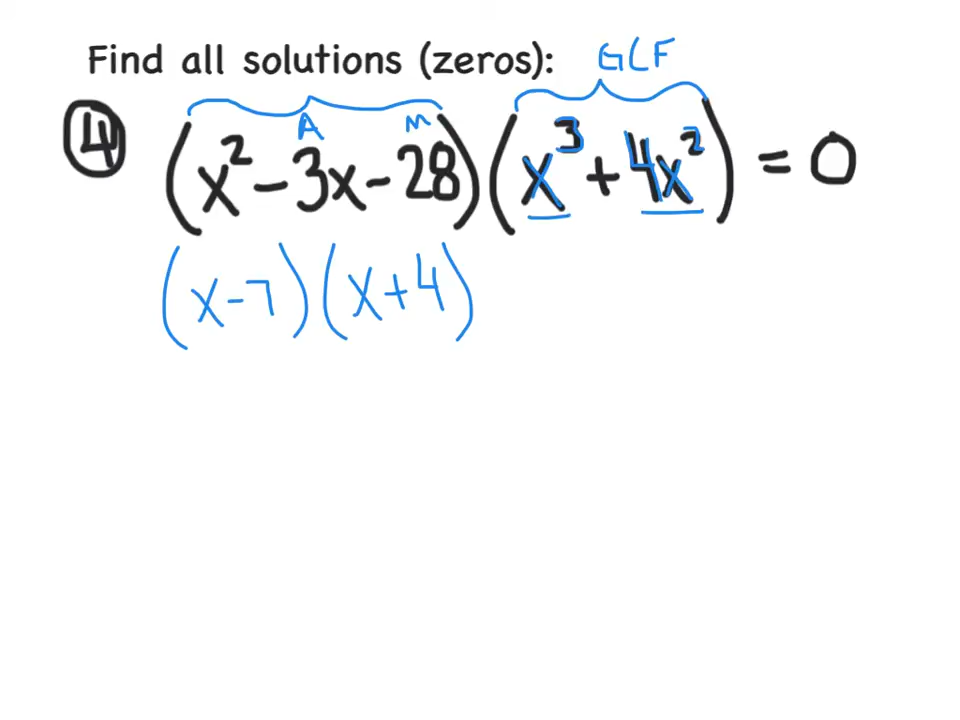 Find all solutions (zeros): GCF
A M
④ (x² - 3x - 28)(x³ + 4x²) = 0
(x - 7)(x + 4)